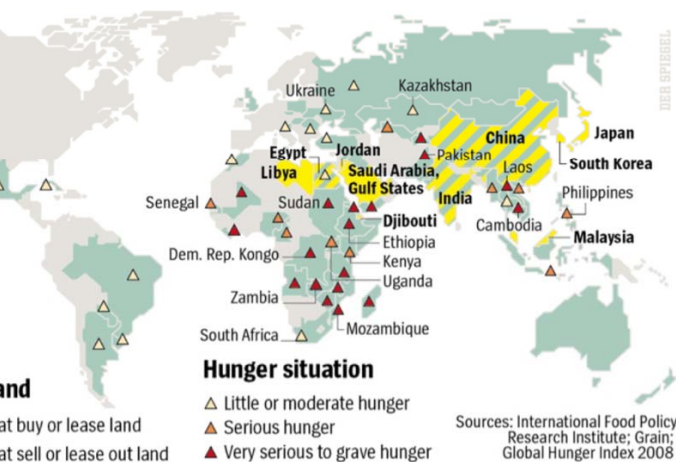 DER SPIEGEL
Ukraine
Kazakhstan
Egypt
Jordan
China
Japan
Libya
Saudi Arabia,
Gulf States
Pakistan
South Korea
Laos
India
Philippines
Senegal
Sudan
Djibouti
Cambodia
Malaysia
Ethiopia
Dem. Rep. Kongo
Kenya
Uganda
Zambia
Mozambique
South Africa
and
at buy or lease land
at sell or lease out land
Hunger situation
Little or moderate hunger
Serious hunger
Very serious to grave hunger
Sources: International Food Policy
Research Institute; Grain;
Global Hunger Index 2008